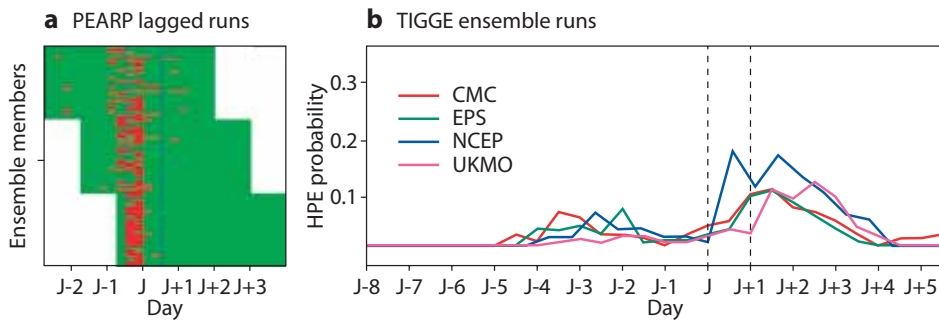 a PEARP lagged runs
Ensemble members
J-2 J-1 J J+1 J+2 J+3
Day
b TIGGE ensemble runs
HPE probability
0.3
0.2
0.1
CMC
EPS
NCEP
UKMO
J-8 J-7 J-6 J-5 J-4 J-3 J-2 J-1 J J+1 J+2 J+3 J+4 J+5
Day